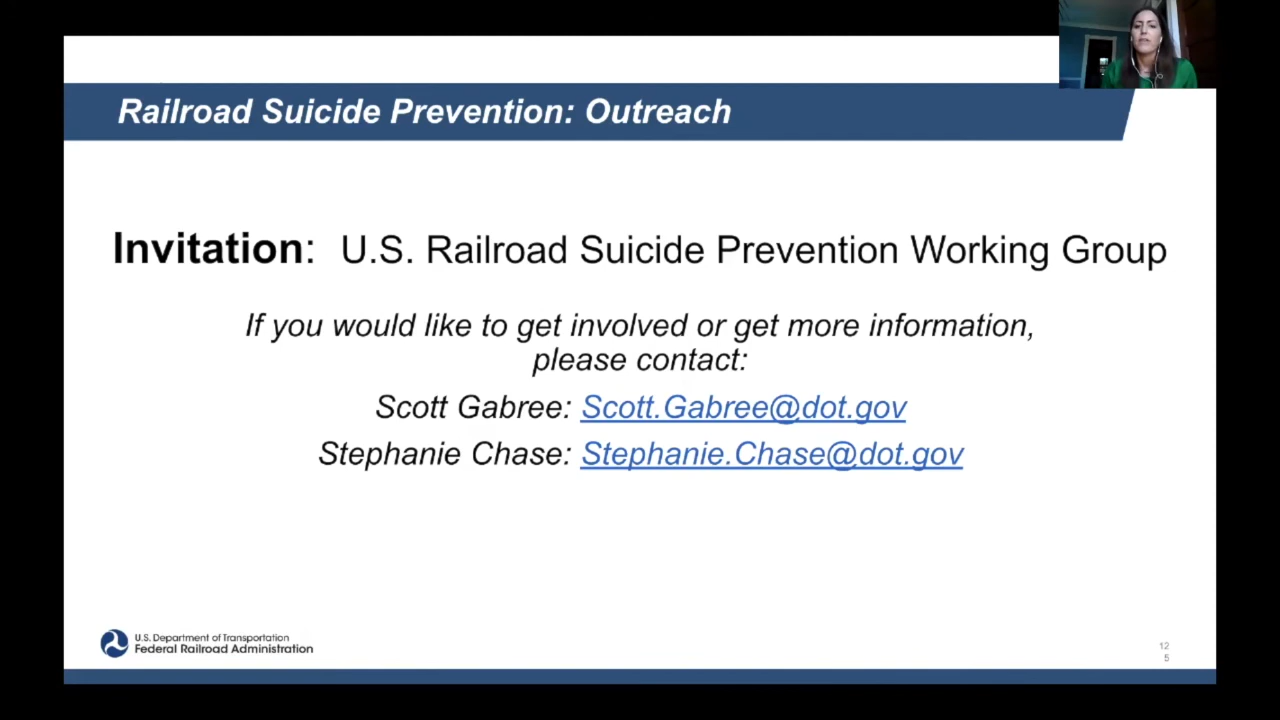 Railroad Suicide Prevention: Outreach
Invitation: U.S. Railroad Suicide Prevention Working Group
If you would like to get involved or get more information,
please contact:
Scott Gabree: Scott.Gabree@dot.gov
Stephanie Chase: Stephanie.Chase@dot.gov
U.S. Department of Transportation
Federal Railroad Administration
12
5